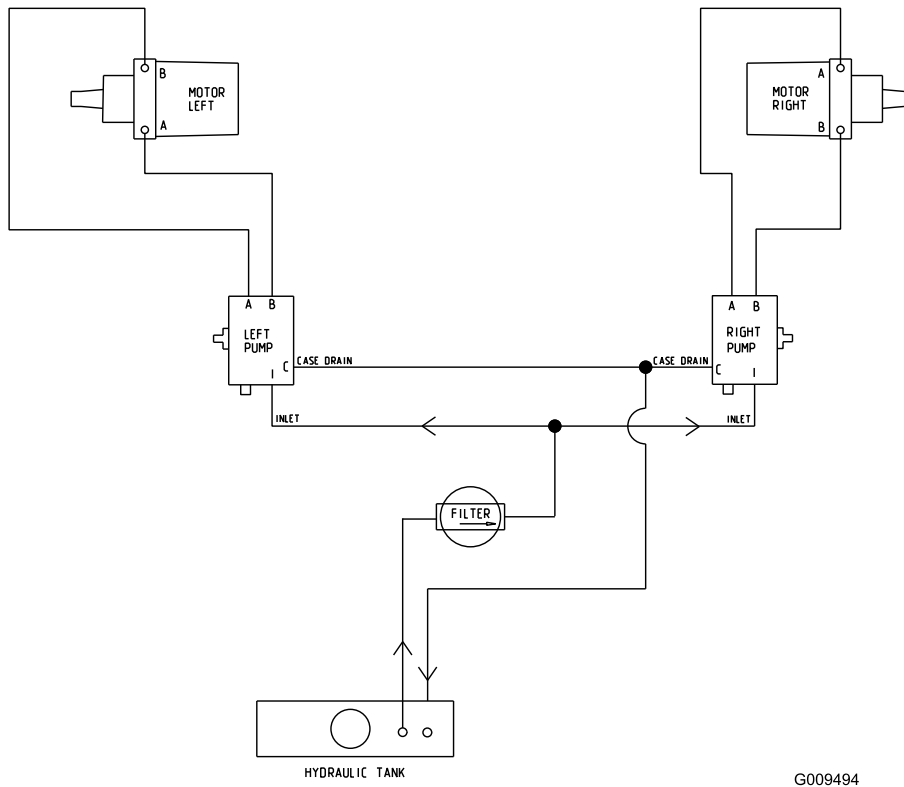 B
MOTOR
LEFT
A
A
MOTOR
RIGHT
B
A B
LEFT
PUMP
C
I
CASE DRAIN
INLET
A B
RIGHT
PUMP
CASE DRAIN
C
I
INLET
FILTER
HYDRAULIC TANK
G009494